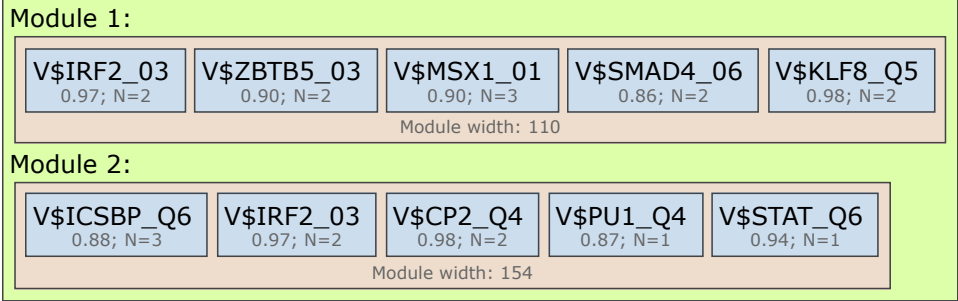 Module 1:
V$IRF2_03 V$ZBTB5_03 V$MSX1_01 V$SMAD4_06 V$KLF8_Q5
0.97; N=2 0.90; N=2 0.90; N=3 0.86; N=2 0.98; N=2
Module width: 110
Module 2:
V$ICSBP_Q6 V$IRF2_03 V$CP2_Q4 V$PU1_Q4 V$STAT_Q6
0.88; N=3 0.97; N=2 0.98; N=2 0.87; N=1 0.94; N=1
Module width: 154